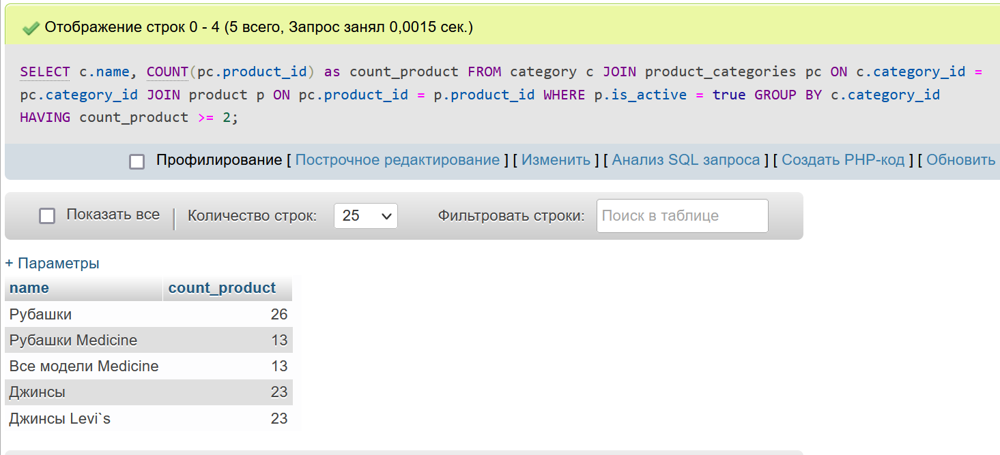 Отображение строк 0 - 4 (5 всего, Запрос занял 0,0015 сек.)
SELECT c.name, COUNT(pc.product_id) as count_product FROM category c JOIN product_categories pc ON c.category_id =
pc.category_id JOIN product p ON pc.product_id = p.product_id WHERE p.is_active = true GROUP BY c.category_id
HAVING count_product >= 2;
Профилирование [ Построчное редактирование ] [ Изменить ] [ Анализ SQL запроса ] [ Создать PHP-код ] [ Обновить
Показать все Количество строк: 25 Фильтровать строки: Поиск в таблице
+ Параметры
name count_product
Рубашки 26
Рубашки Medicine 13
Все модели Medicine 13
Джинсы 23
Джинсы Levi`s 23